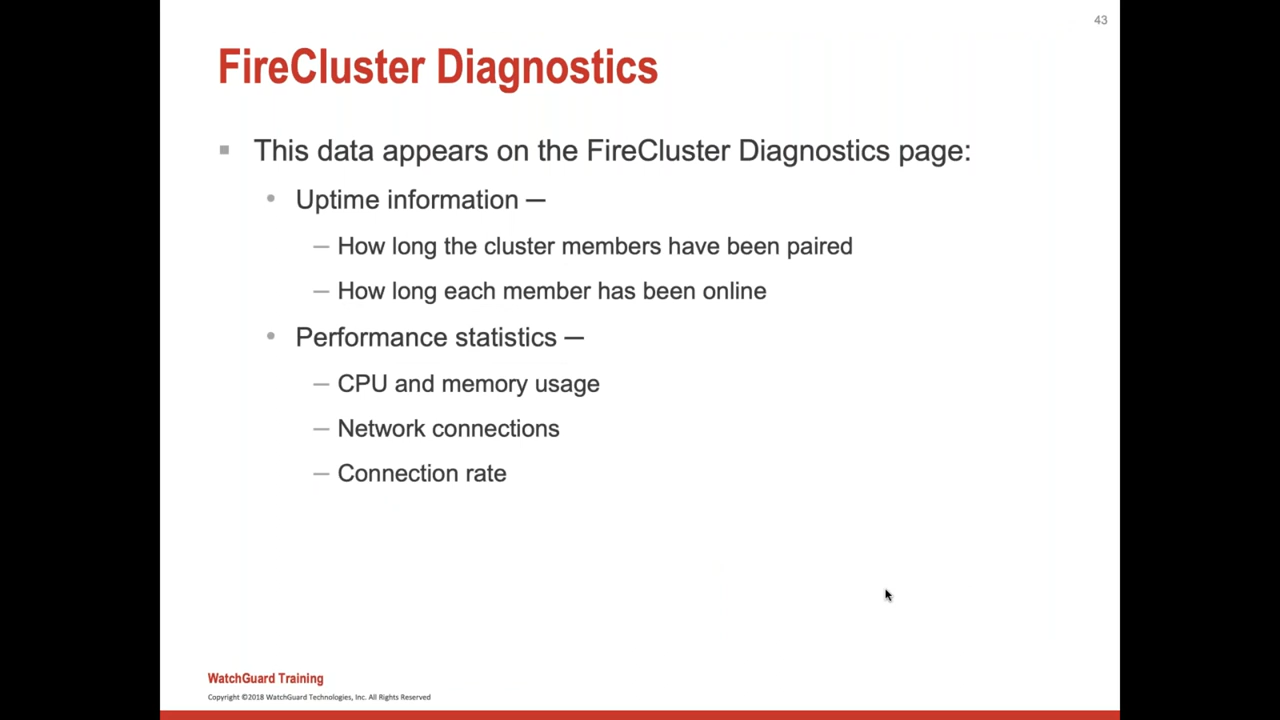 43
FireCluster Diagnostics
This data appears on the FireCluster Diagnostics page:
Uptime information —
— How long the cluster members have been paired
— How long each member has been online
Performance statistics —
— CPU and memory usage
— Network connections
— Connection rate
WatchGuard Training
Copyright ©2018 WatchGuard Technologies, Inc. All Rights Reserved